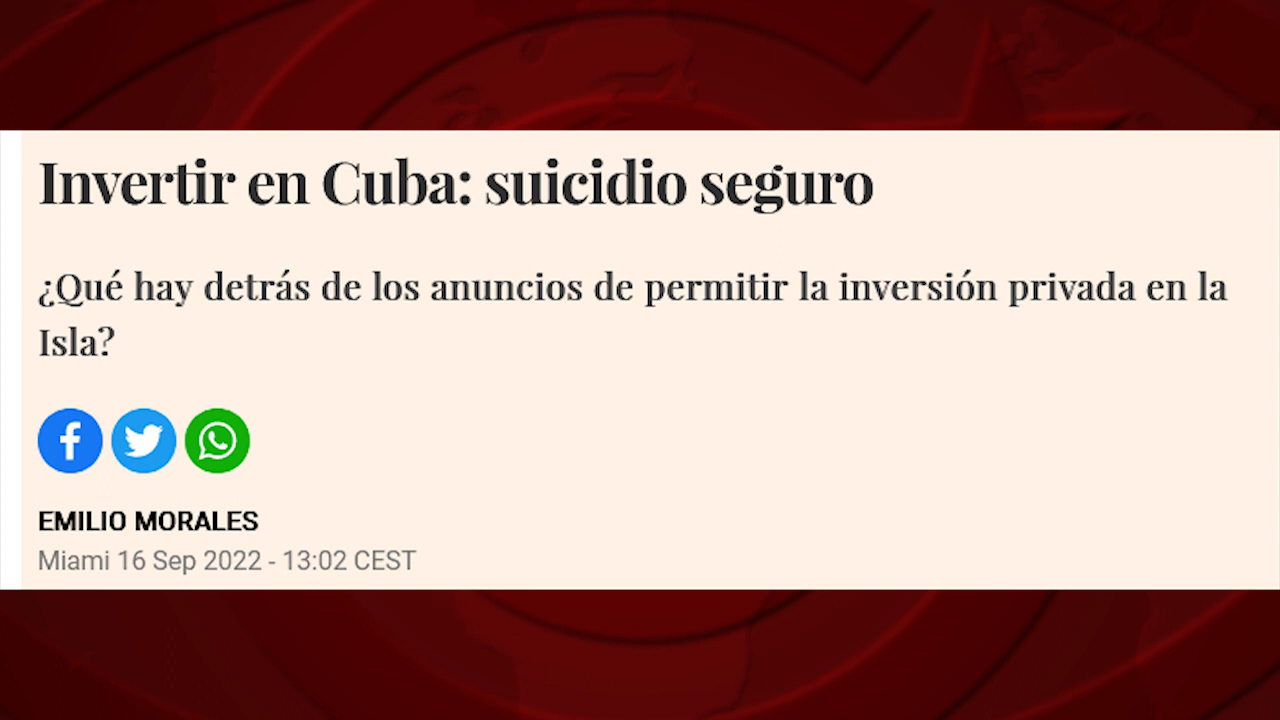 Invertir en Cuba: suicidio seguro
¿Qué hay detrás de los anuncios de permitir la inversión privada en la
Isla?
EMILIO MORALES
Miami 16 Sep 2022 - 13:02 CEST